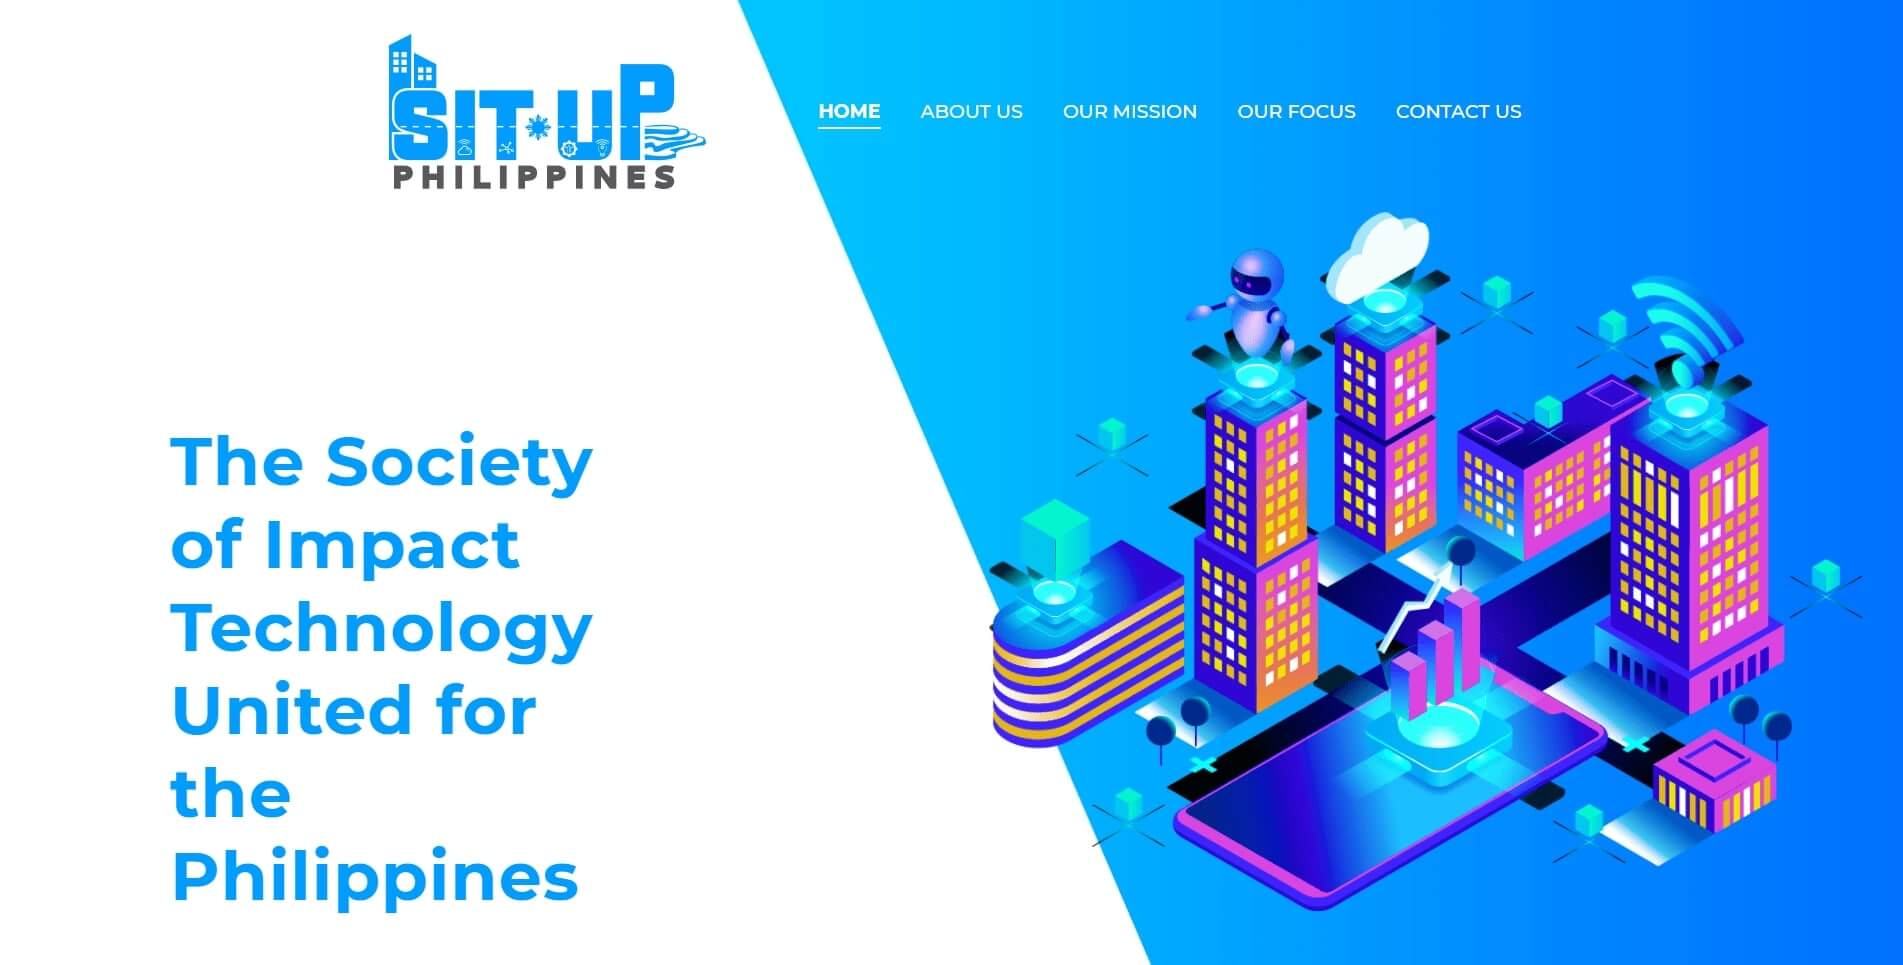 SIT UP
PHILIPPINES
HOME ABOUT US OUR MISSION OUR FOCUS CONTACT US
The Society
of Impact
Technology
United for
the
Philippines